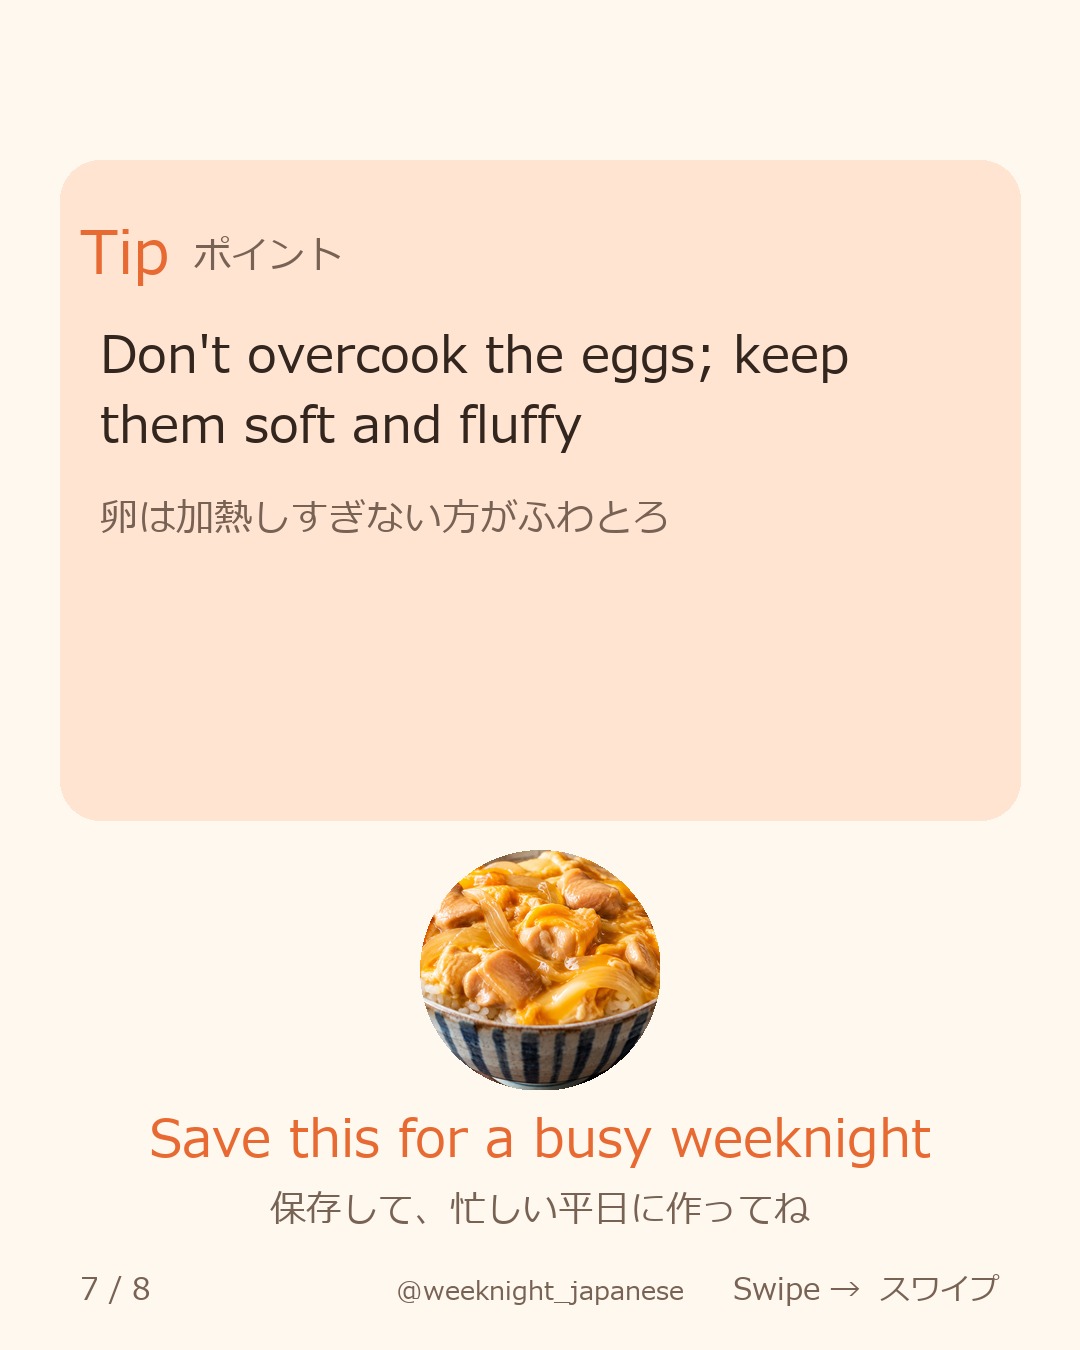 Tip ポイント
Don't overcook the eggs; keep
them soft and fluffy
卵は加熱しすぎない方がふわとろ
Save this for a busy weeknight
保存して、忙しい平日に作ってね
7 / 8 @weeknight_japanese Swipe → スワイプ